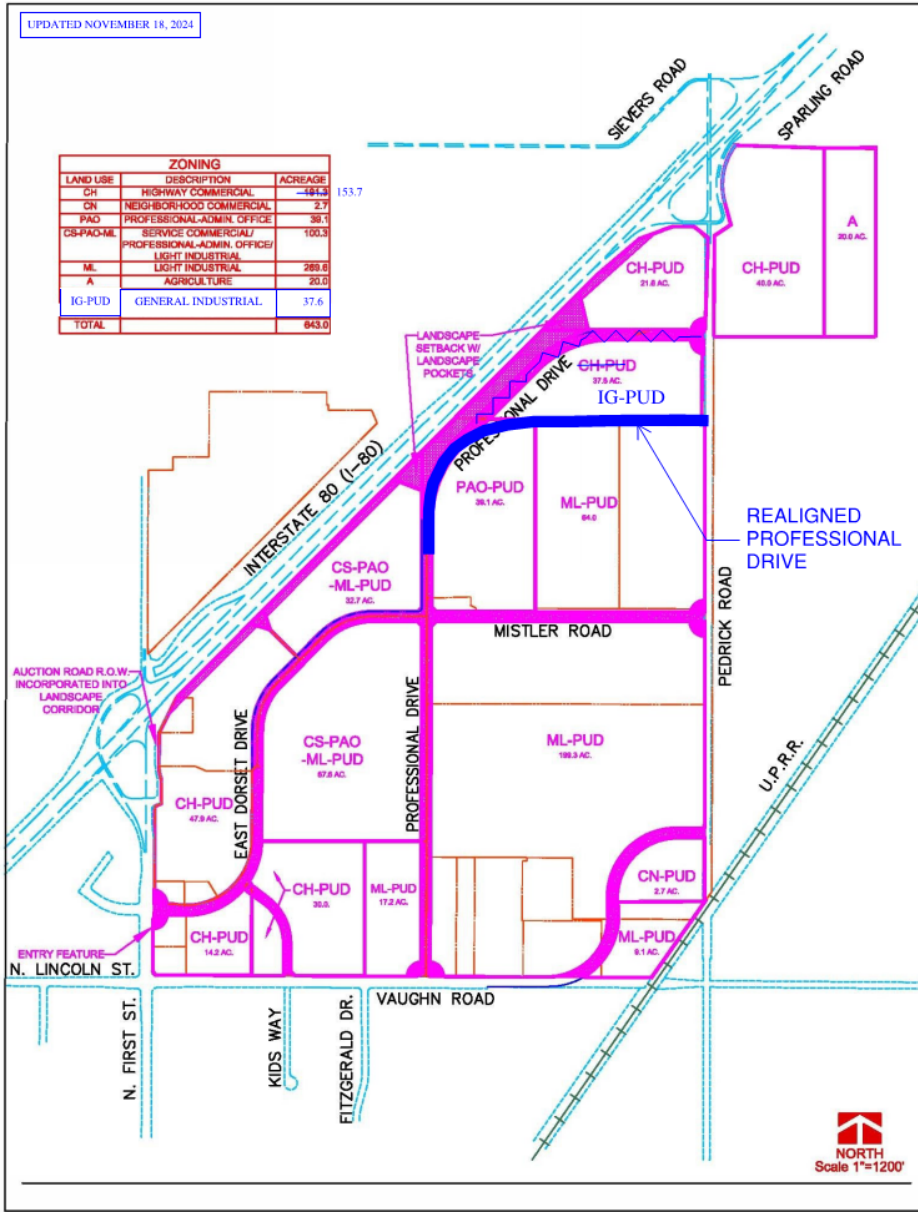 UPDATED NOVEMBER 18, 2024
SIEVERS ROAD
SPARLING ROAD
ZONING
LAND USE DESCRIPTION ACREAGE
CH HIGHWAY COMMERCIAL 191.3 153.7
CN NEIGHBORHOOD COMMERCIAL 2.7
PAO PROFESSIONAL-ADMIN. OFFICE 39.1
CS-PAO-ML SERVICE COMMERCIAL/ 100.3
PROFESSIONAL-ADMIN. OFFICE/
LIGHT INDUSTRIAL
ML LIGHT INDUSTRIAL 289.6
A AGRICULTURE 20.0
IG-PUD GENERAL INDUSTRIAL 37.6
TOTAL 643.0
A
20.0 AC.
CH-PUD
21.6 AC.
CH-PUD
40.0 AC.
LANDSCAPE
SETBACK W/
LANDSCAPE
POCKETS
CH-PUD
37.5 AC.
IG-PUD
PROFESSIONAL DRIVE
INTERSTATE 80 (I-80)
PAO-PUD
39.1 AC.
ML-PUD
64.0
REALIGNED
PROFESSIONAL
DRIVE
CS-PAO
-ML-PUD
32.7 AC.
MISTLER ROAD
PEDRICK ROAD
AUCTION ROAD R.O.W.
INCORPORATED INTO
LANDSCAPE
CORRIDOR
CS-PAO
-ML-PUD
67.6 AC.
ML-PUD
199.3 AC.
U.P.R.R.
EAST DORSET DRIVE
PROFESSIONAL DRIVE
CH-PUD
47.9 AC.
CH-PUD
30.0.
ML-PUD
17.2 AC.
CN-PUD
2.7 AC.
CH-PUD
14.2 AC.
ML-PUD
9.1 AC.
ENTRY FEATURE
N. LINCOLN ST.
VAUGHN ROAD
N. FIRST ST.
KIDS WAY
FITZGERALD DR.
NORTH
Scale 1"=1200'